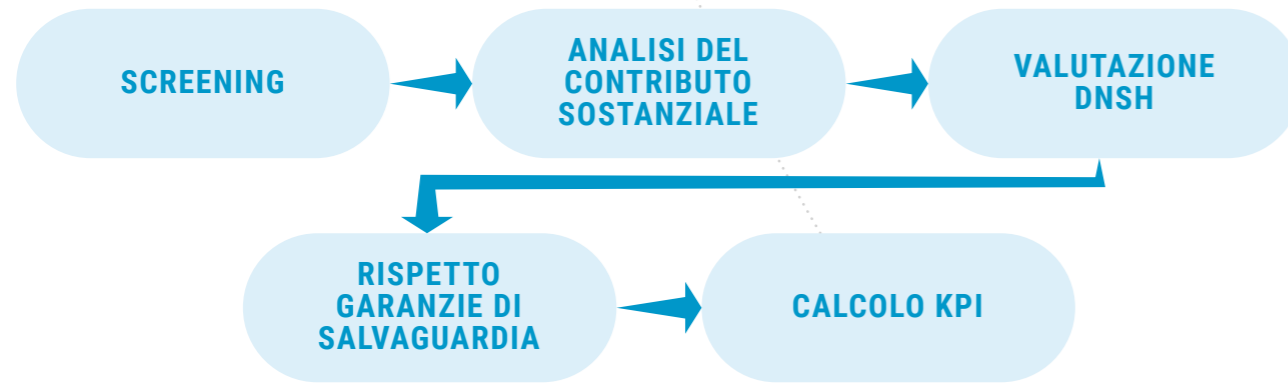 SCREENING
ANALISI DEL
CONTRIBUTO
SOSTANZIALE
VALUTAZIONE
DNSH
RISPETTO
GARANZIE DI
SALVAGUARDIA
CALCOLO KPI